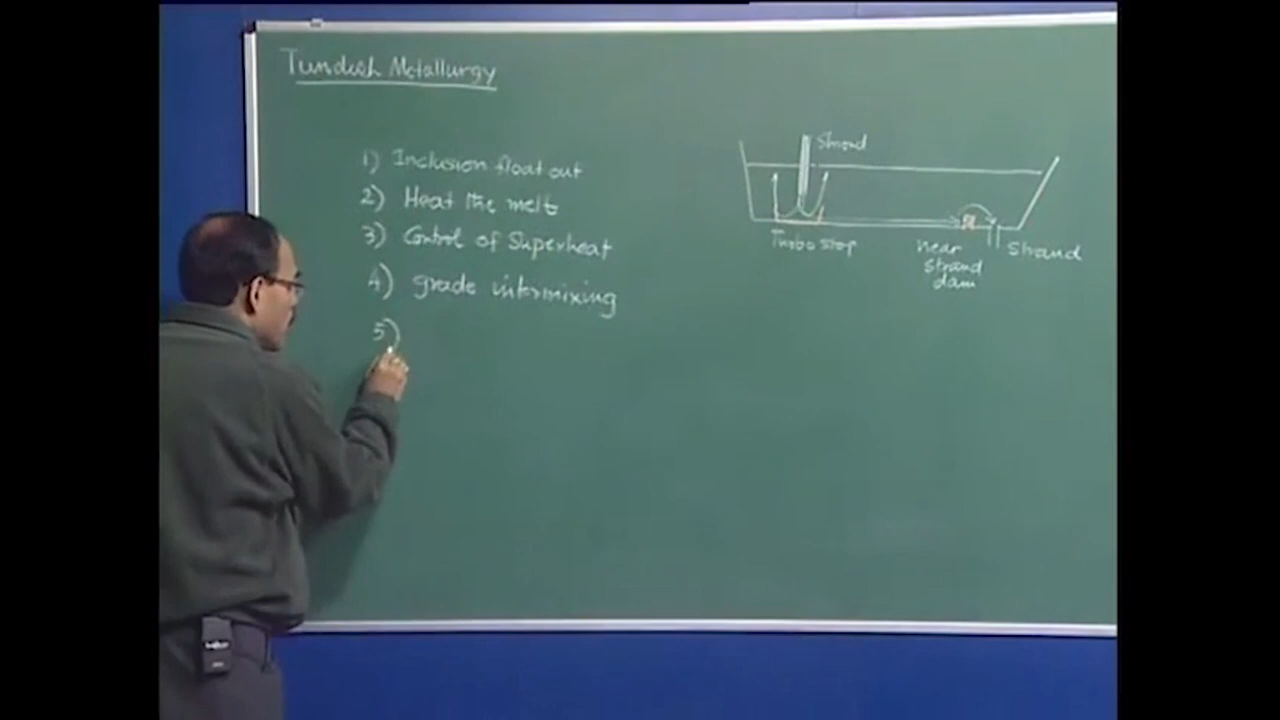 Tundish Metallurgy
1) Inclusion float out
2) Heat the melt
3) Control of Superheat
4) grade intermixing
5)
Shroud
Turbo stop
near
strand
dam
Strand